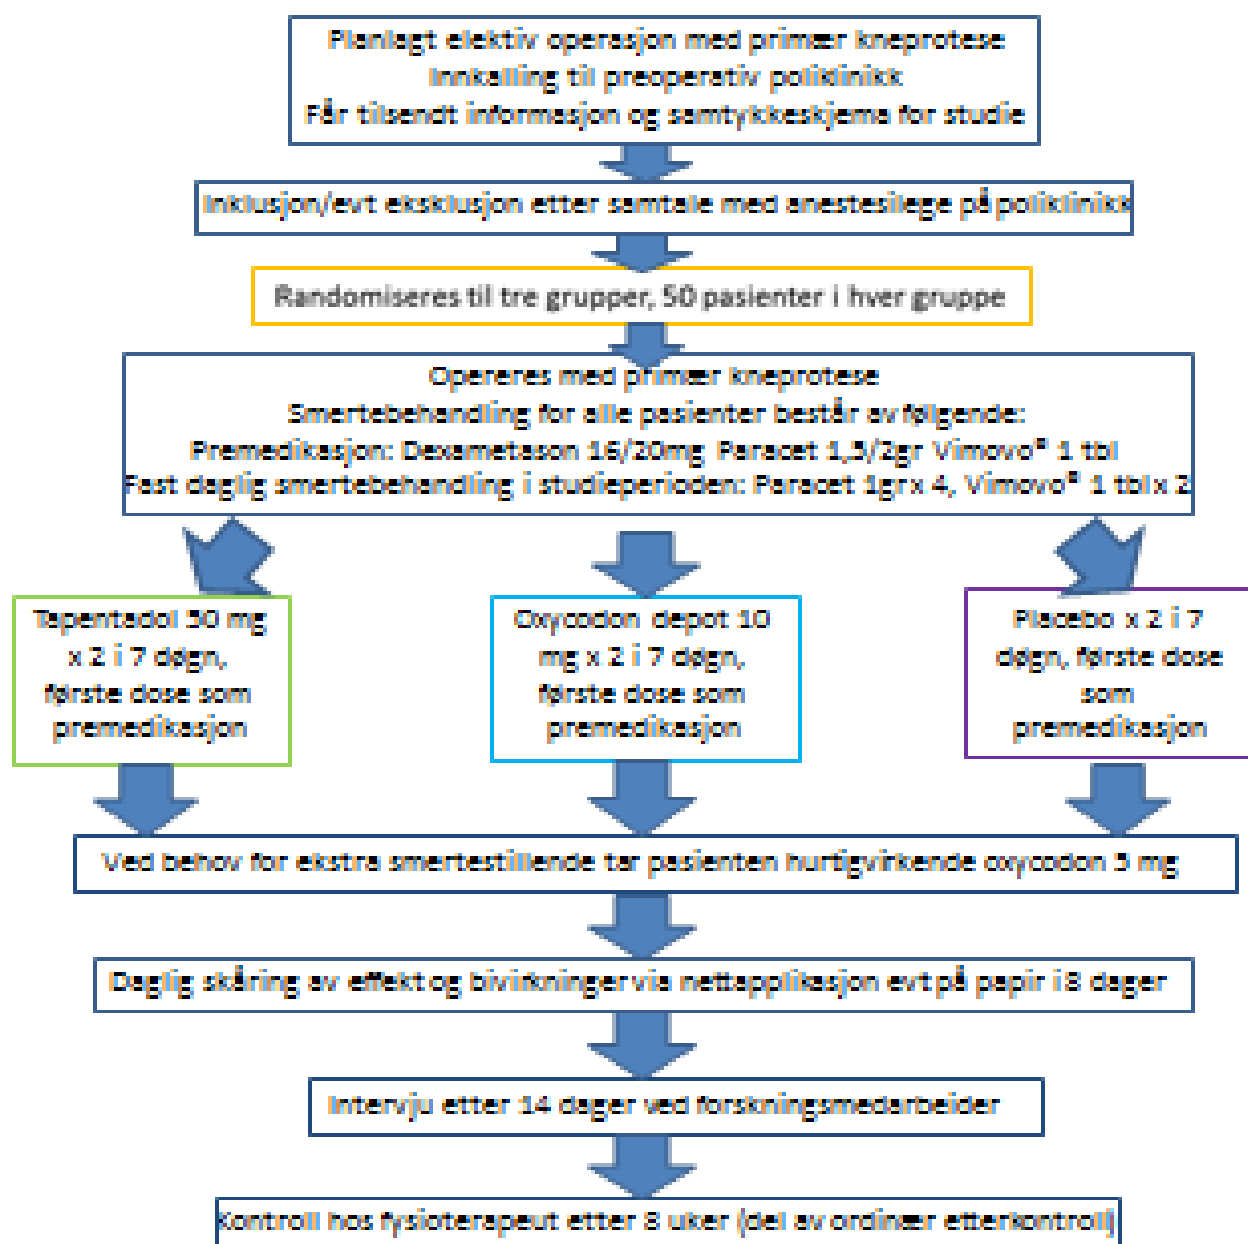 Planlagt elektiv operasjon med primær kneprotese
Innkalling til preoperativ poliklinikk
Får tilsendt informasjon og samtykkeskjema for studie
Inklusjon/evt eksklusjon etter samtale med anestesilege på poliklinikk
Randomiseres til tre grupper, 50 pasienter i hver gruppe
Opereres med primær kneprotese
Smertebehandling for alle pasienter består av følgende:
Premedikasjon: Dexametason 16/20mg Paracet 1,5/2gr Vimovo® 1 tbl
Fast daglig smertebehandling i studieperioden: Paracet 1gr x 4, Vimovo® 1 tbl x 2
Tapentadol 50 mg
x 2 i 7 døgn,
første dose som
premedikasjon
Oxycodon depot 10
mg x 2 i 7 døgn,
første dose som
premedikasjon
Placebo x 2 i 7
døgn, første dose
som
premedikasjon
Ved behov for ekstra smertestillende tar pasienten hurtigvirkende oxycodon 5 mg
Daglig skåring av effekt og bivirkninger via nettapplikasjon evt på papir i 8 dager
Intervju etter 14 dager ved forskningsmedarbeider
Kontroll hos fysioterapeut etter 8 uker (del av ordinær etterkontroll)